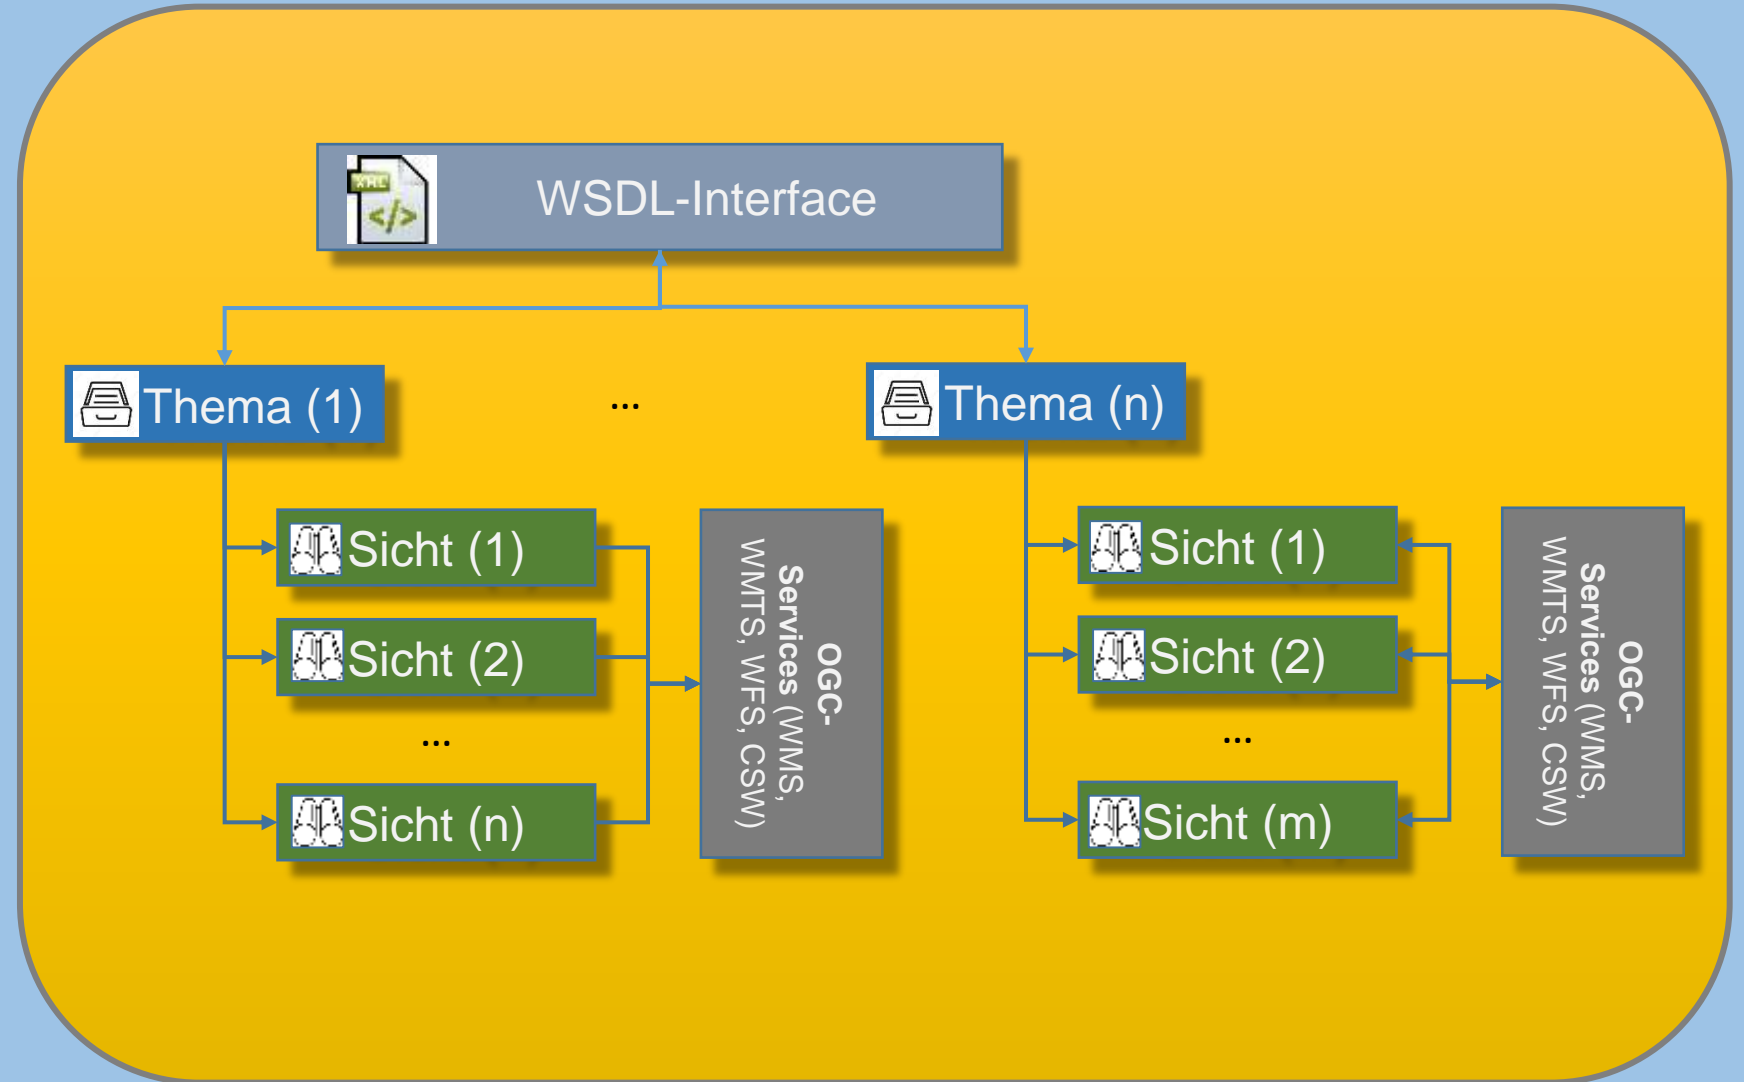 XML
</>
WSDL-Interface
Thema (1)
...
Thema (n)
Sicht (1)
Sicht (2)
...
Sicht (n)
OGC-
Services (WMS,
WMTS, WFS, CSW)
Sicht (1)
Sicht (2)
...
Sicht (m)
OGC-
Services (WMS,
WMTS, WFS, CSW)